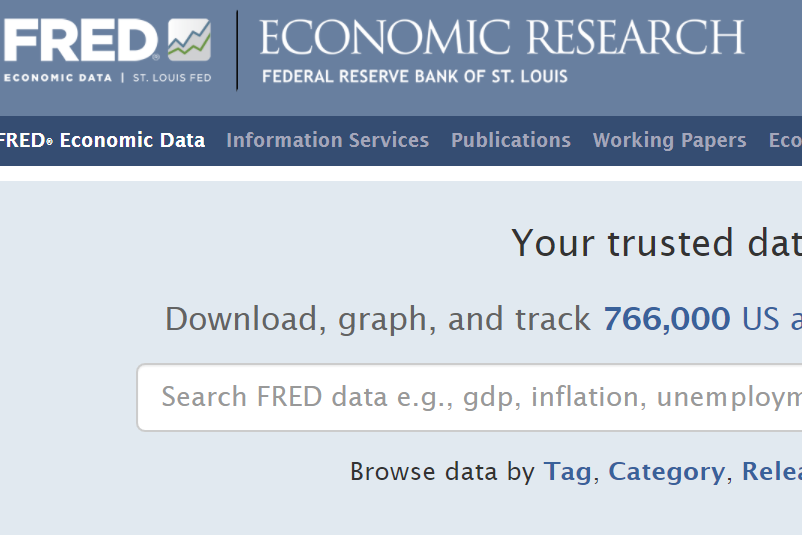 FRED®
ECONOMIC DATA | ST. LOUIS FED
ECONOMIC RESEARCH
FEDERAL RESERVE BANK OF ST. LOUIS
FRED® Economic Data Information Services Publications Working Papers Eco
Your trusted dat
Download, graph, and track 766,000 US a
Search FRED data e.g., gdp, inflation, unemploym
Browse data by Tag, Category, Relea